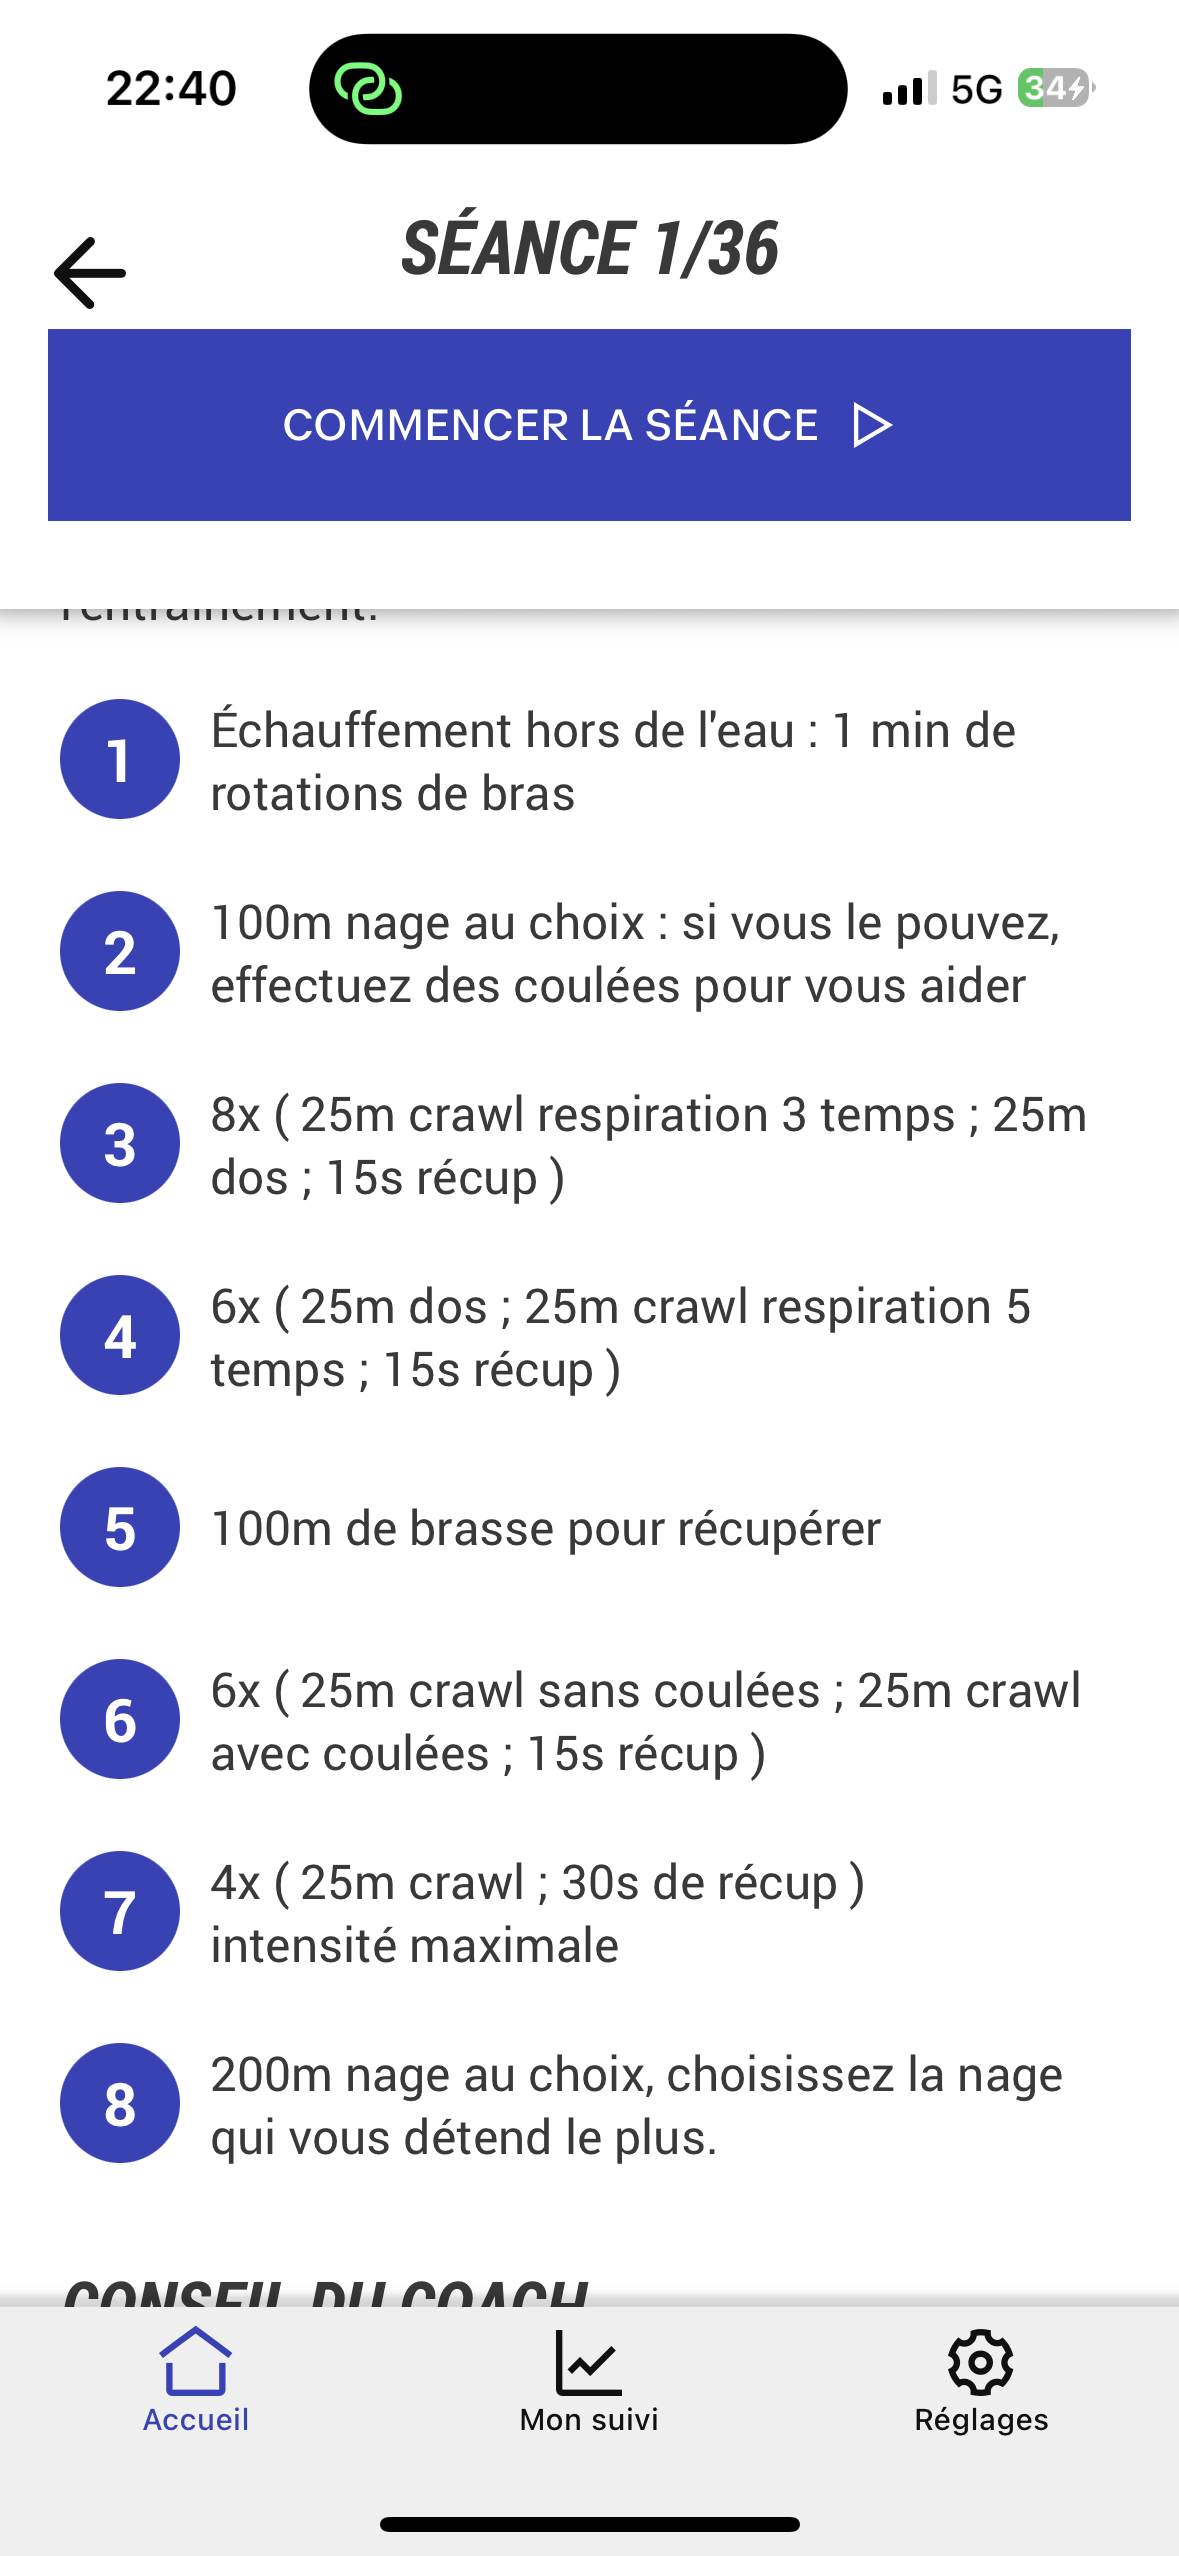 22:40
5G
34
SÉANCE 1/36
COMMENCER LA SÉANCE
l'entraînement.
1
Échauffement hors de l'eau : 1 min de
rotations de bras
2
100m nage au choix : si vous le pouvez,
effectuez des coulées pour vous aider
3
8x ( 25m crawl respiration 3 temps ; 25m
dos ; 15s récup )
4
6x ( 25m dos ; 25m crawl respiration 5
temps ; 15s récup )
5
100m de brasse pour récupérer
6
6x ( 25m crawl sans coulées ; 25m crawl
avec coulées ; 15s récup )
7
4x ( 25m crawl ; 30s de récup )
intensité maximale
8
200m nage au choix, choisissez la nage
qui vous détend le plus.
CONSEIL DU COACH
Accueil
Mon suivi
Réglages